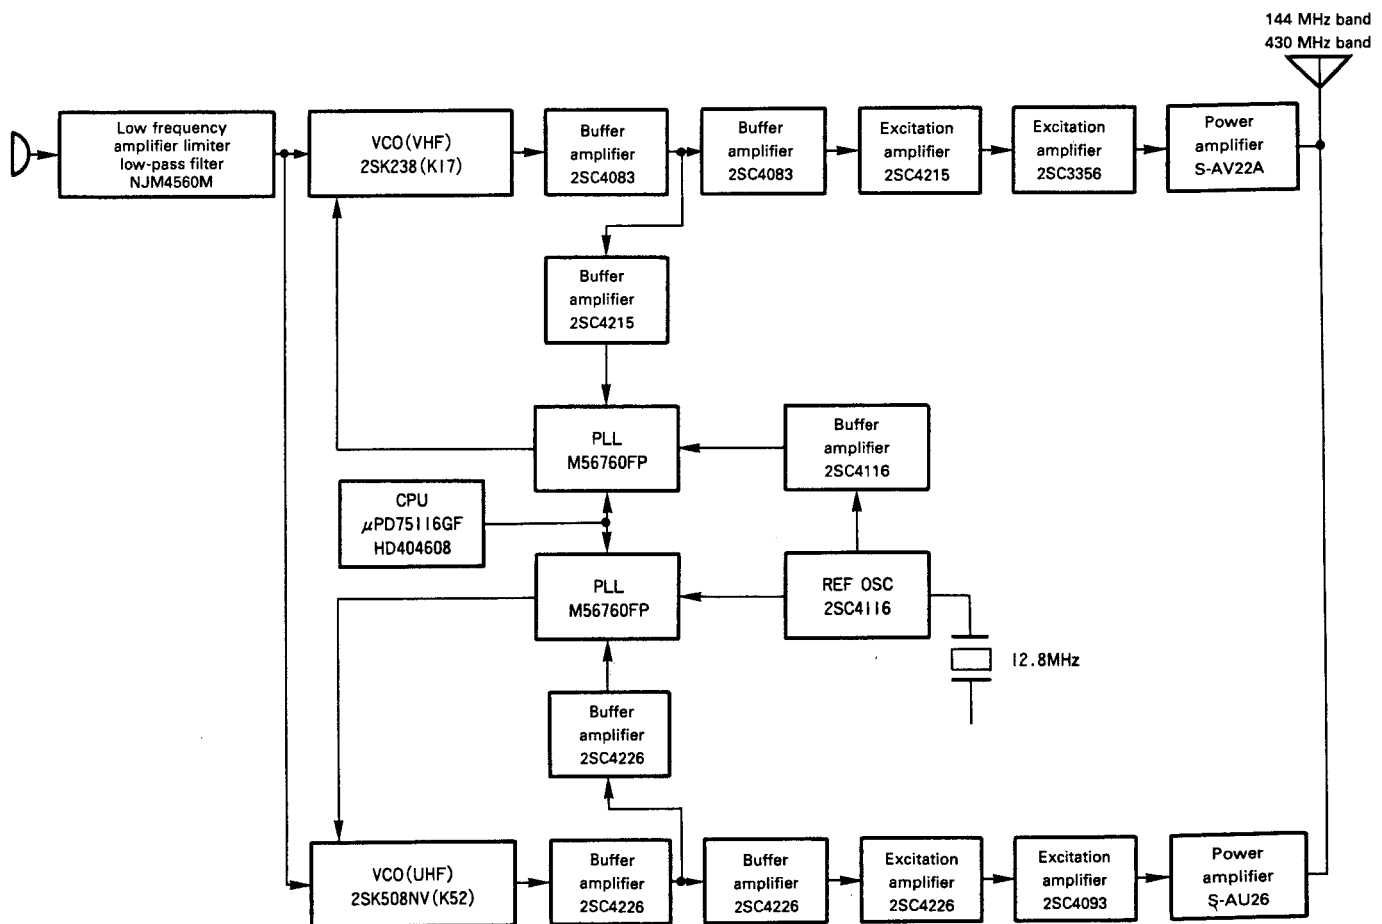 144 MHz band
430 MHz band
Low frequency
amplifier limiter
low-pass filter
NJM4560M
VCO(VHF)
2SK238(K17)
Buffer
amplifier
2SC4083
Buffer
amplifier
2SC4083
Excitation
amplifier
2SC4215
Excitation
amplifier
2SC3356
Power
amplifier
S-AV22A
Buffer
amplifier
2SC4215
PLL
M56760FP
Buffer
amplifier
2SC4116
CPU
μPD75116GF
HD404608
PLL
M56760FP
REF OSC
2SC4116
12.8MHz
Buffer
amplifier
2SC4226
VCO(UHF)
2SK508NV(K52)
Buffer
amplifier
2SC4226
Buffer
amplifier
2SC4226
Excitation
amplifier
2SC4226
Excitation
amplifier
2SC4093
Power
amplifier
S-AU26